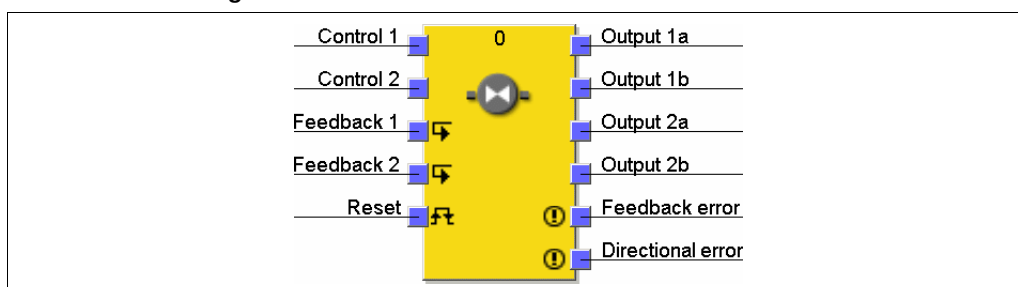 Control 1
0
Output 1a
Control 2
Output 1b
Feedback 1
Output 2a
Feedback 2
Output 2b
Reset
Feedback error
Directional error